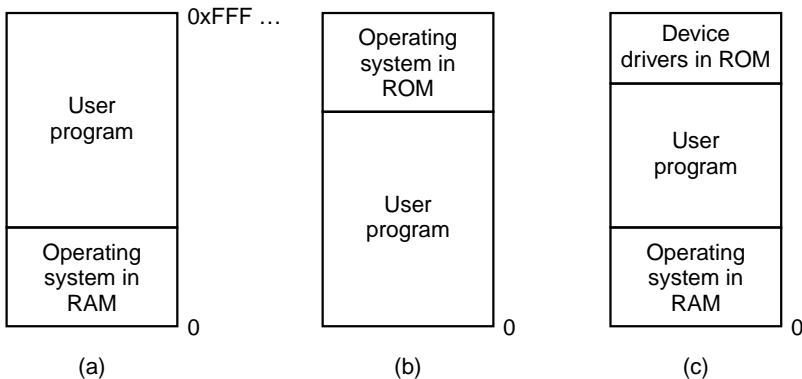 0xFFF …
User
program
Operating
system in
RAM
0
(a)
Operating
system in
ROM
User
program
0
(b)
Device
drivers in ROM
User
program
Operating
system in
RAM
0
(c)